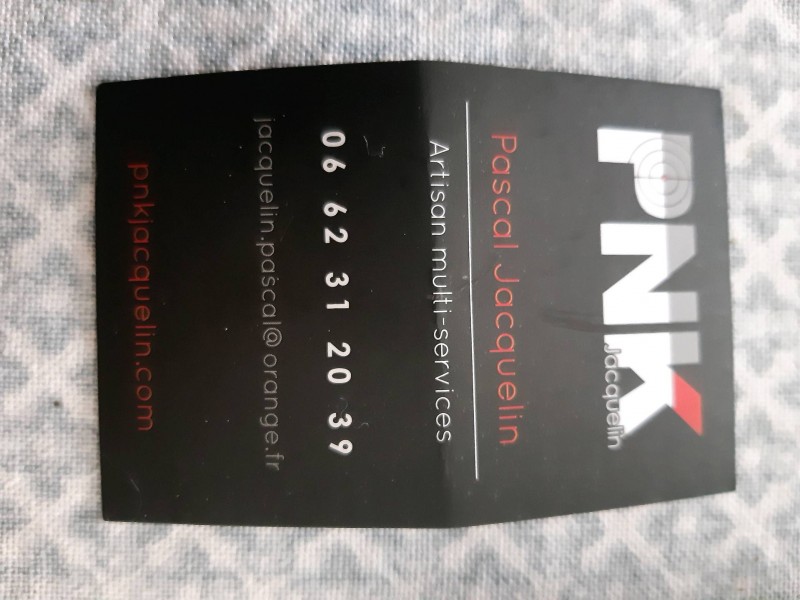 PNK
Jacquelin
Pascal Jacquelin
Artisan multi-services
06 62 31 20 39
jacquelin.pascal@orange.fr
pnkjacquelin.com